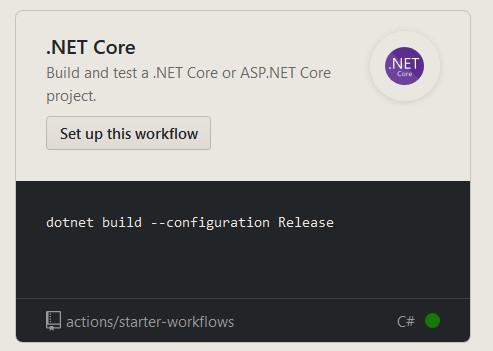 .NET Core
Build and test a .NET Core or ASP.NET Core
project.
.NET
Core
Set up this workflow
dotnet build --configuration Release
actions/starter-workflows
C#